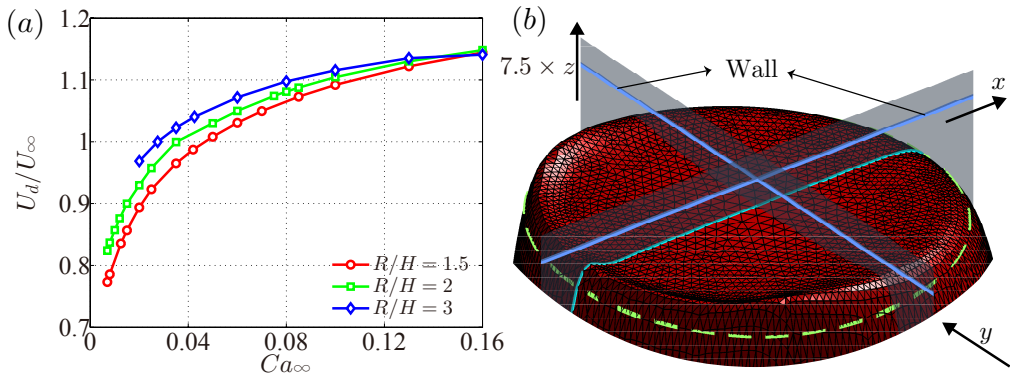 (a)
1.2
1.1
1
0.9
0.8
0.7
U_d/U_∞
0
0.04
0.08
0.12
0.16
Ca_∞
R/H = 1.5
R/H = 2
R/H = 3
(b)
7.5 × z
Wall
x
y